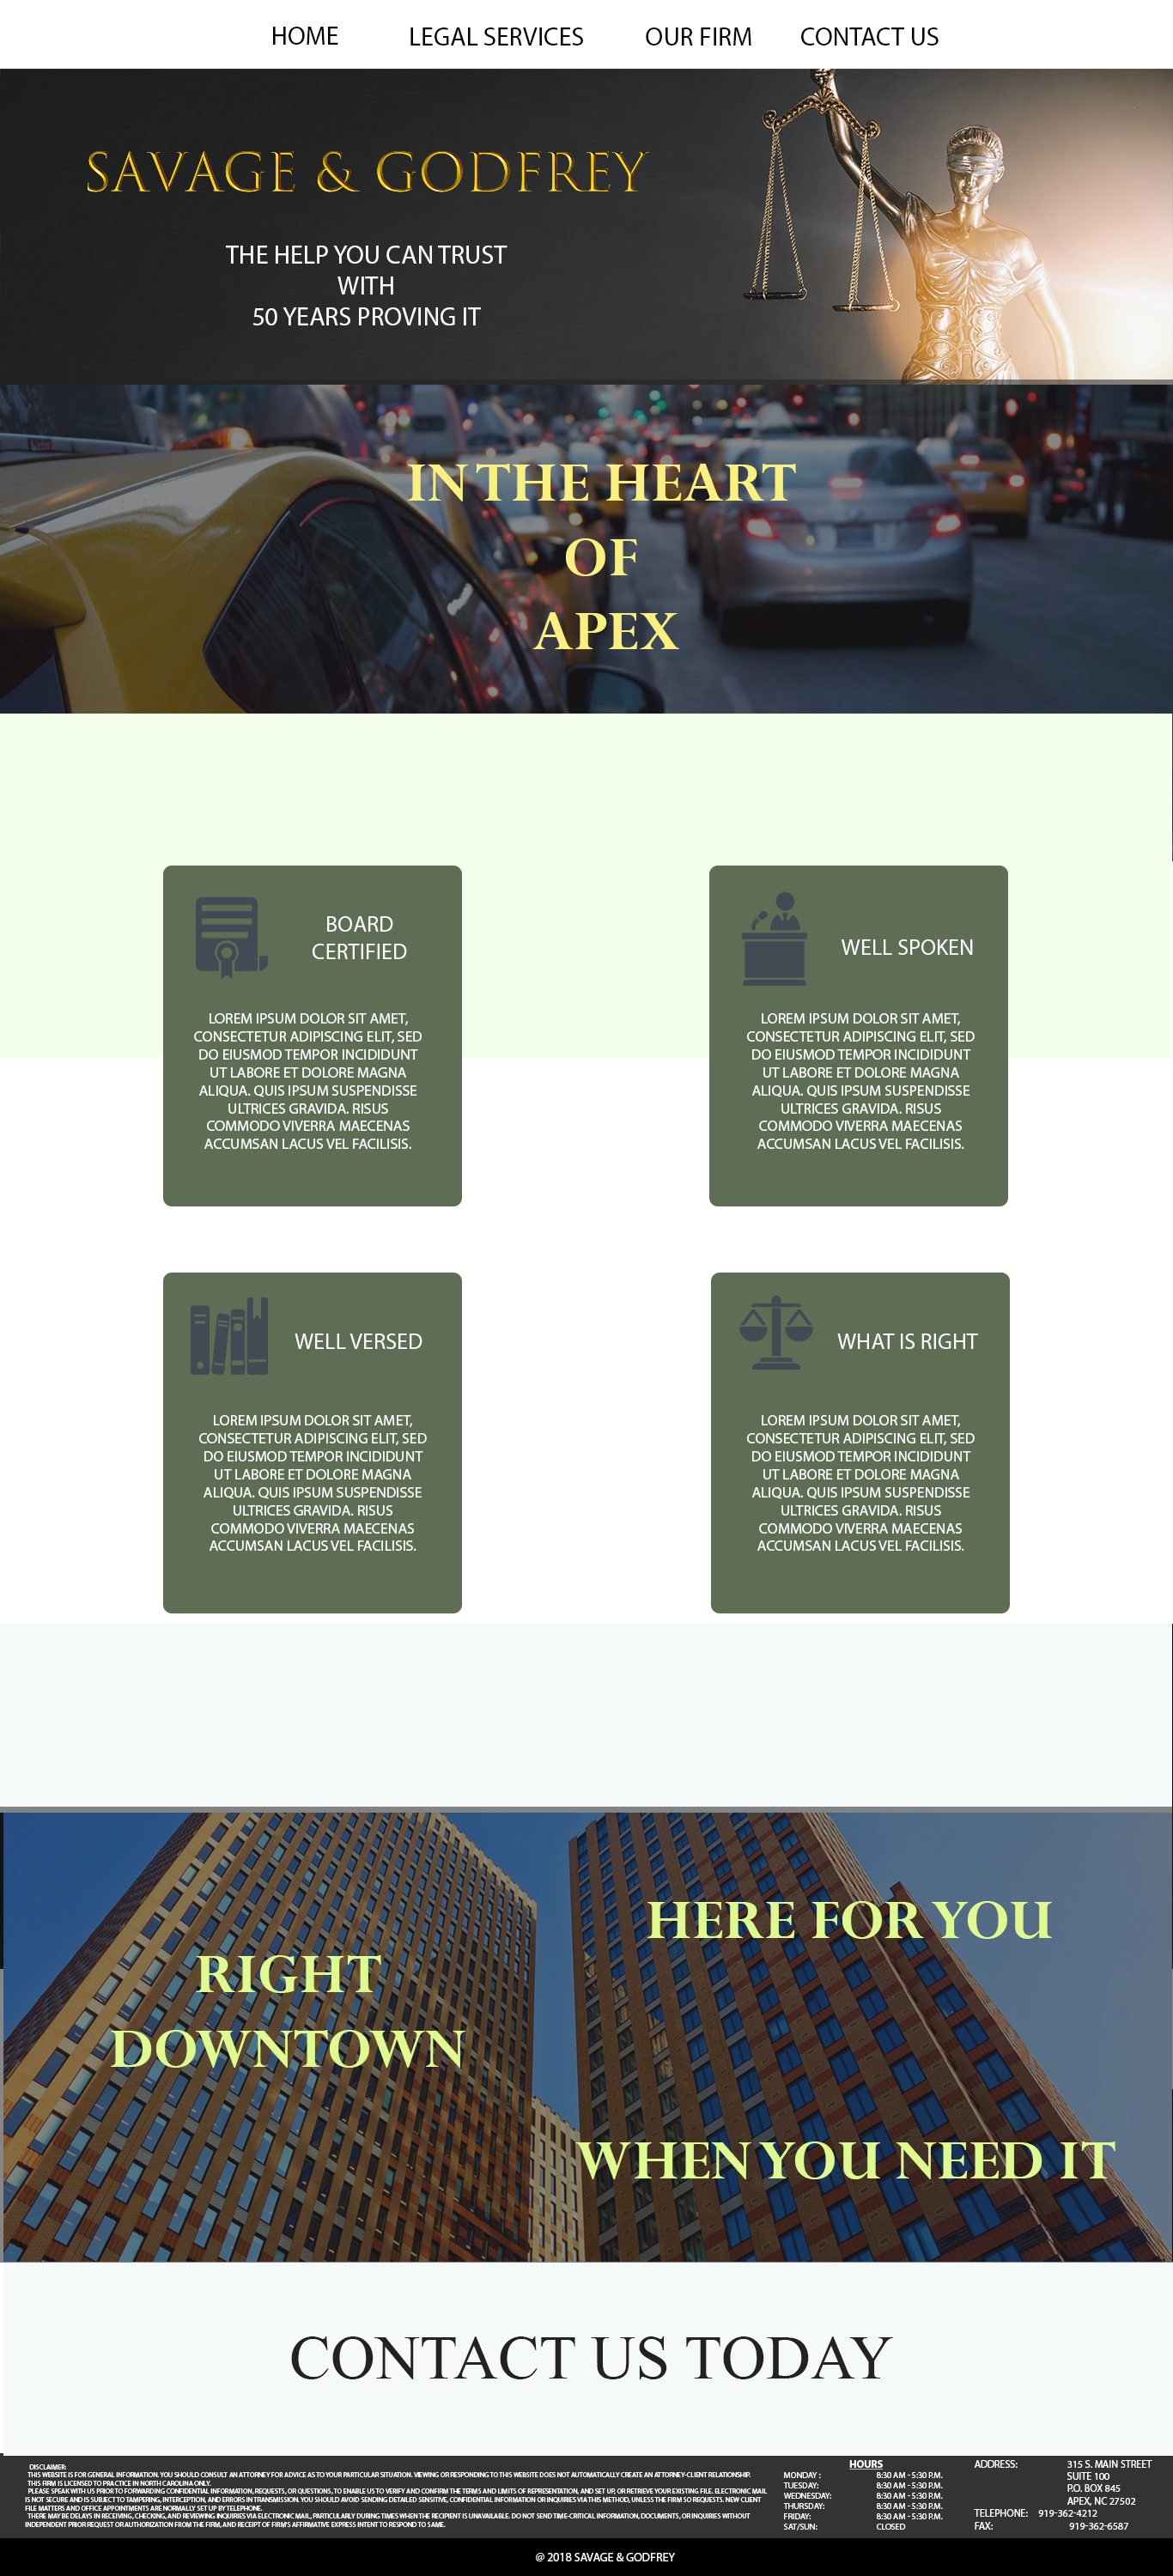 HOME LEGAL SERVICES OUR FIRM CONTACT US
SAVAGE & GODFREY
THE HELP YOU CAN TRUST
WITH
50 YEARS PROVING IT
IN THE HEART
OF
APEX
BOARD
CERTIFIED
LOREM IPSUM DOLOR SIT AMET,
CONSECTETUR ADIPISCING ELIT, SED
DO EIUSMOD TEMPOR INCIDIDUNT
UT LABORE ET DOLORE MAGNA
ALIQUA. QUIS IPSUM SUSPENDISSE
ULTRICES GRAVIDA. RISUS
COMMODO VIVERRA MAECENAS
ACCUMSAN LACUS VEL FACILISIS.
WELL SPOKEN
LOREM IPSUM DOLOR SIT AMET,
CONSECTETUR ADIPISCING ELIT, SED
DO EIUSMOD TEMPOR INCIDIDUNT
UT LABORE ET DOLORE MAGNA
ALIQUA. QUIS IPSUM SUSPENDISSE
ULTRICES GRAVIDA. RISUS
COMMODO VIVERRA MAECENAS
ACCUMSAN LACUS VEL FACILISIS.
WELL VERSED
LOREM IPSUM DOLOR SIT AMET,
CONSECTETUR ADIPISCING ELIT, SED
DO EIUSMOD TEMPOR INCIDIDUNT
UT LABORE ET DOLORE MAGNA
ALIQUA. QUIS IPSUM SUSPENDISSE
ULTRICES GRAVIDA. RISUS
COMMODO VIVERRA MAECENAS
ACCUMSAN LACUS VEL FACILISIS.
WHAT IS RIGHT
LOREM IPSUM DOLOR SIT AMET,
CONSECTETUR ADIPISCING ELIT, SED
DO EIUSMOD TEMPOR INCIDIDUNT
UT LABORE ET DOLORE MAGNA
ALIQUA. QUIS IPSUM SUSPENDISSE
ULTRICES GRAVIDA. RISUS
COMMODO VIVERRA MAECENAS
ACCUMSAN LACUS VEL FACILISIS.
RIGHT
DOWNTOWN
HERE FOR YOU
WHEN YOU NEED IT
CONTACT US TODAY
DISCLAIMER:
THIS WEBSITE IS FOR GENERAL INFORMATION. YOU SHOULD CONSULT AN ATTORNEY FOR ADVICE AS TO YOUR PARTICULAR SITUATION. VIEWING OR RESPONDING TO THIS WEBSITE DOES NOT AUTOMATICALLY CREATE AN ATTORNEY-CLIENT RELATIONSHIP.
THIS FIRM IS LICENSED TO PRACTICE IN NORTH CAROLINA ONLY.
PLEASE SPEAK WITH US PRIOR TO FORWARDING CONFIDENTIAL INFORMATION, REQUESTS, OR QUESTIONS, TO ENABLE US TO VERIFY AND CONFIRM THE TERMS AND LIMITS OF REPRESENTATION, AND SET UP, OR RETRIEVE YOUR EXISTING FILE. ELECTRONIC MAIL
IS NOT SECURE AND IS SUBJECT TO TAMPERING, INTERCEPTION, AND ERRORS IN TRANSMISSION. YOU SHOULD AVOID SENDING DETAILED SENSITIVE, CONFIDENTIAL INFORMATION OR INQUIRIES VIA THIS METHOD, UNLESS THE FIRM SO REQUESTS. NEW CLIENT
FILE MATTERS AND OFFICE APPOINTMENTS ARE NORMALLY SET UP BY TELEPHONE.
THERE MAY BE DELAYS IN RECEIVING, CHECKING, AND REVIEWING INQUIRIES VIA ELECTRONIC MAIL, PARTICULARLY DURING TIMES WHEN THE RECIPIENT IS UNAVAILABLE. DO NOT SEND TIME-CRITICAL INFORMATION, DOCUMENTS, OR INQUIRIES WITHOUT
INDEPENDENT PRIOR REQUEST OR AUTHORIZATION FROM THE FIRM, AND RECEIPT OF FIRM'S AFFIRMATIVE EXPRESS INTENT TO RESPOND TO SAME.
HOURS
MONDAY : 8:30 AM - 5:30 P.M.
TUESDAY: 8:30 AM - 5:30 P.M.
WEDNESDAY: 8:30 AM - 5:30 P.M.
THURSDAY: 8:30 AM - 5:30 P.M.
FRIDAY: 8:30 AM - 5:30 P.M.
SAT/SUN: CLOSED
ADDRESS: 315 S. MAIN STREET
SUITE 100
P.O. BOX 845
APEX, NC 27502
TELEPHONE: 919-362-4212
FAX: 919-362-6587
@ 2018 SAVAGE & GODFREY